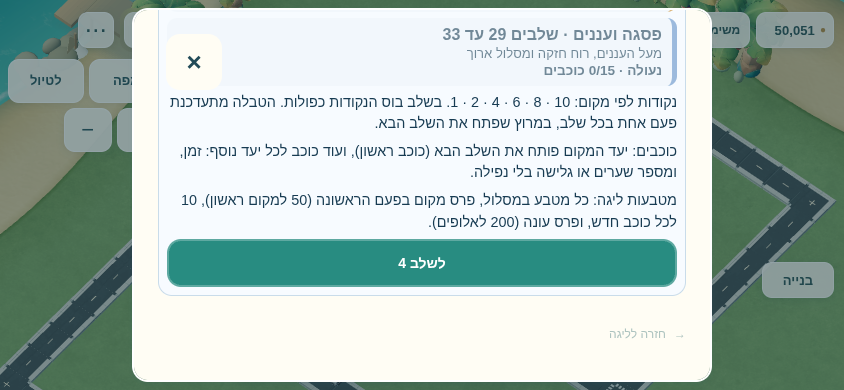 50,051
משימ
...
לטיול
מפה
—
בנייה
×
פסגה ועננים · שלבים 29 עד 33
מעל העננים, רוח חזקה ומסלול ארוך
נעולה · 0/15 כוכבים
נקודות לפי מקום: 10 · 8 · 6 · 4 · 2 · 1. בשלב בוס הנקודות כפולות. הטבלה מתעדכנת
פעם אחת בכל שלב, במרוץ שפתח את השלב הבא.
כוכבים: יעד המקום פותח את השלב הבא (כוכב ראשון), ועוד כוכב לכל יעד נוסף: זמן,
ומספר שערים או גלישה בלי נפילה.
מטבעות ליגה: כל מטבע במסלול, פרס מקום בפעם הראשונה (50 למקום ראשון), 10
לכל כוכב חדש, ופרס עונה (200 לאלופים).
לשלב 4
→ חזרה לליגה